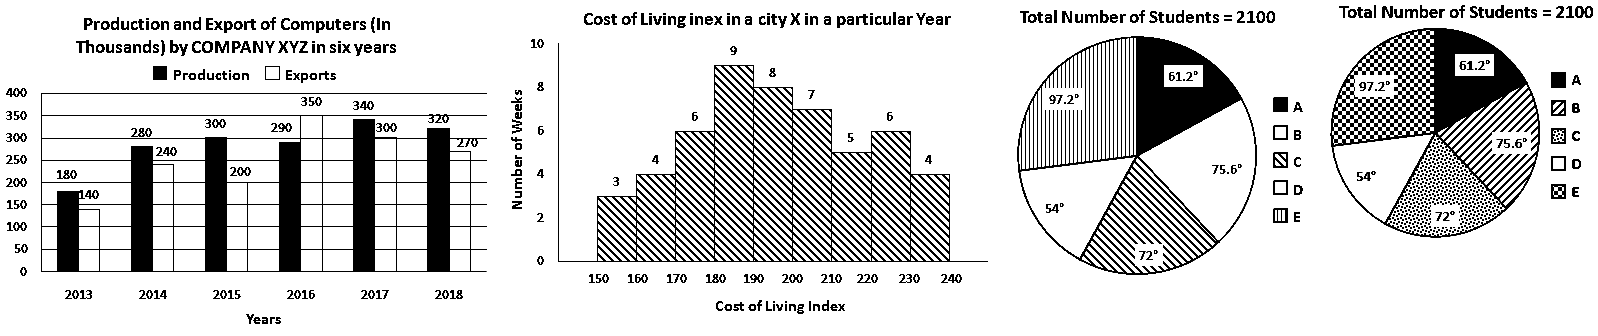 Production and Export of Computers (In
Thousands) by COMPANY XYZ in six years
Production Exports
400
350
300
250
200
150
100
50
0
180
140
280
240
300
200
290
350
340
300
320
270
2013 2014 2015 2016 2017 2018
Years
Cost of Living inex in a city X in a particular Year
Number of Weeks
10
8
6
4
2
0
3
4
6
9
8
7
5
6
4
150 160 170 180 190 200 2100 220 230 240
Cost of Living Index
Total Number of Students = 2100
61.2°
75.6°
72°
54°
97.2°
A
B
C
D
E
Total Number of Students = 2100
61.2°
75.6°
72°
54°
97.2°
A
B
C
D
E